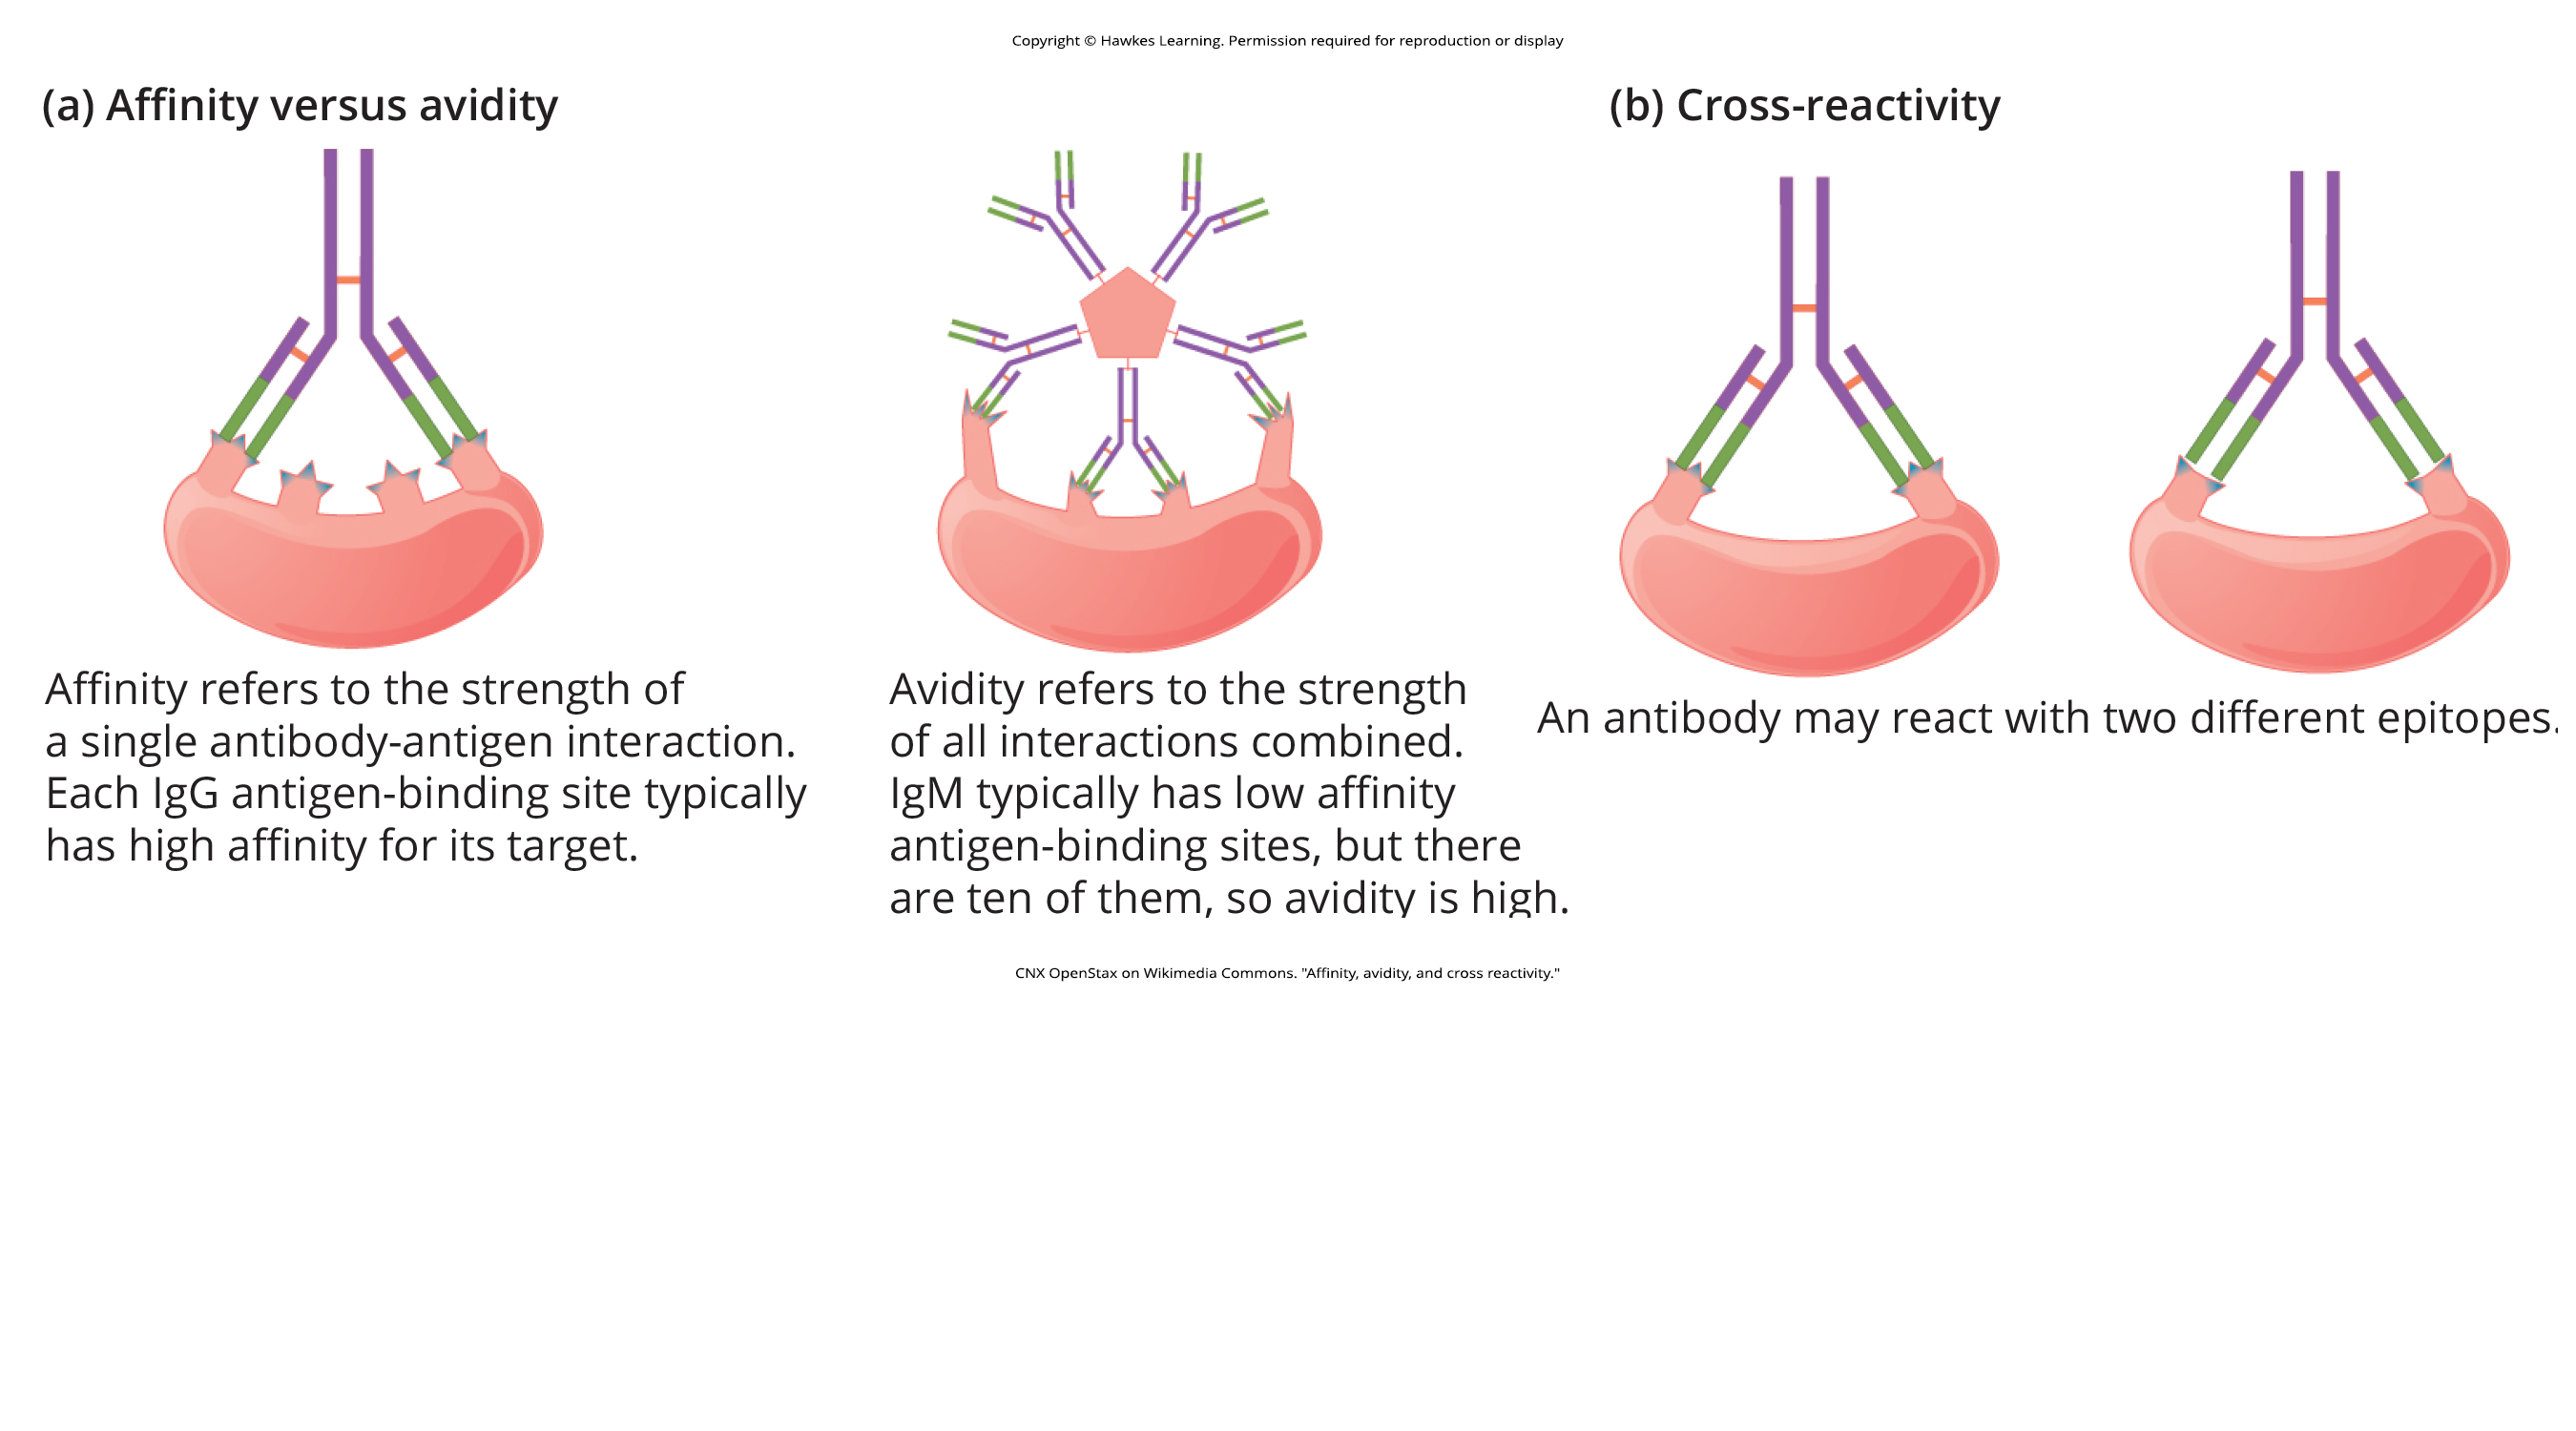 Copyright © Hawkes Learning. Permission required for reproduction or display
(a) Affinity versus avidity
Affinity refers to the strength of
a single antibody-antigen interaction.
Each IgG antigen-binding site typically
has high affinity for its target.
Avidity refers to the strength
of all interactions combined.
IgM typically has low affinity
antigen-binding sites, but there
are ten of them, so avidity is high.
(b) Cross-reactivity
An antibody may react with two different epitopes.
CNX OpenStax on Wikimedia Commons. "Affinity, avidity, and cross reactivity."